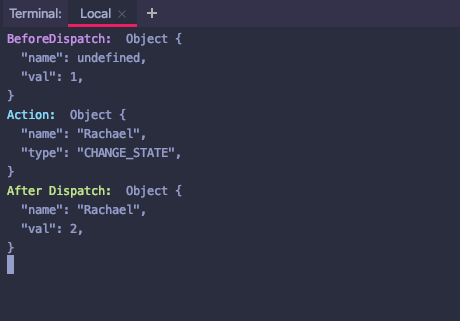 Terminal: Local × +
BeforeDispatch: Object {
  "name": undefined,
  "val": 1,
}
Action: Object {
  "name": "Rachael",
  "type": "CHANGE_STATE",
}
After Dispatch: Object {
  "name": "Rachael",
  "val": 2,
}